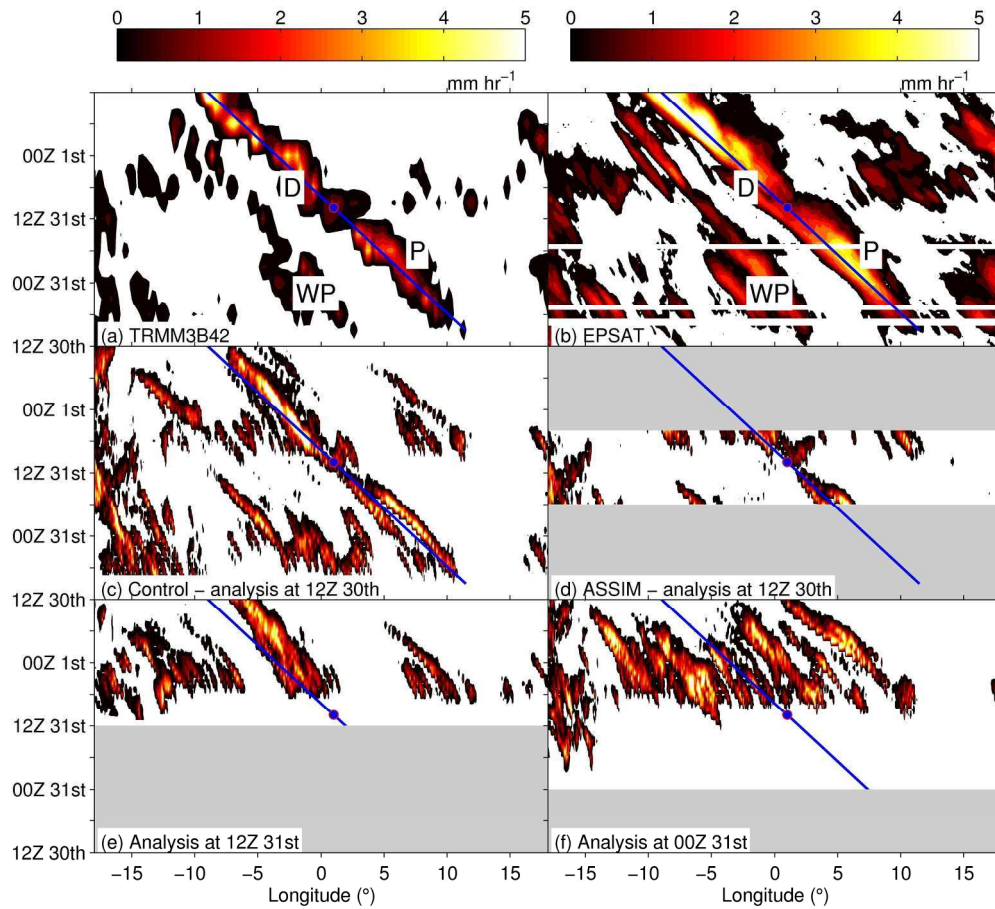 0 1 2 3 4 5
0 1 2 3 4 5
mm hr⁻¹
mm hr⁻¹
00Z 1st
12Z 31st
00Z 31st
12Z 30th
D
P
WP
(a) TRMM3B42
D
P
WP
(b) EPSAT
00Z 1st
12Z 31st
00Z 31st
12Z 30th
(c) Control – analysis at 12Z 30th
(d) ASSIM – analysis at 12Z 30th
00Z 1st
12Z 31st
00Z 31st
12Z 30th
(e) Analysis at 12Z 31st
(f) Analysis at 00Z 31st
−15 −10 −5 0 5 10 15
−15 −10 −5 0 5 10 15
Longitude (°)
Longitude (°)